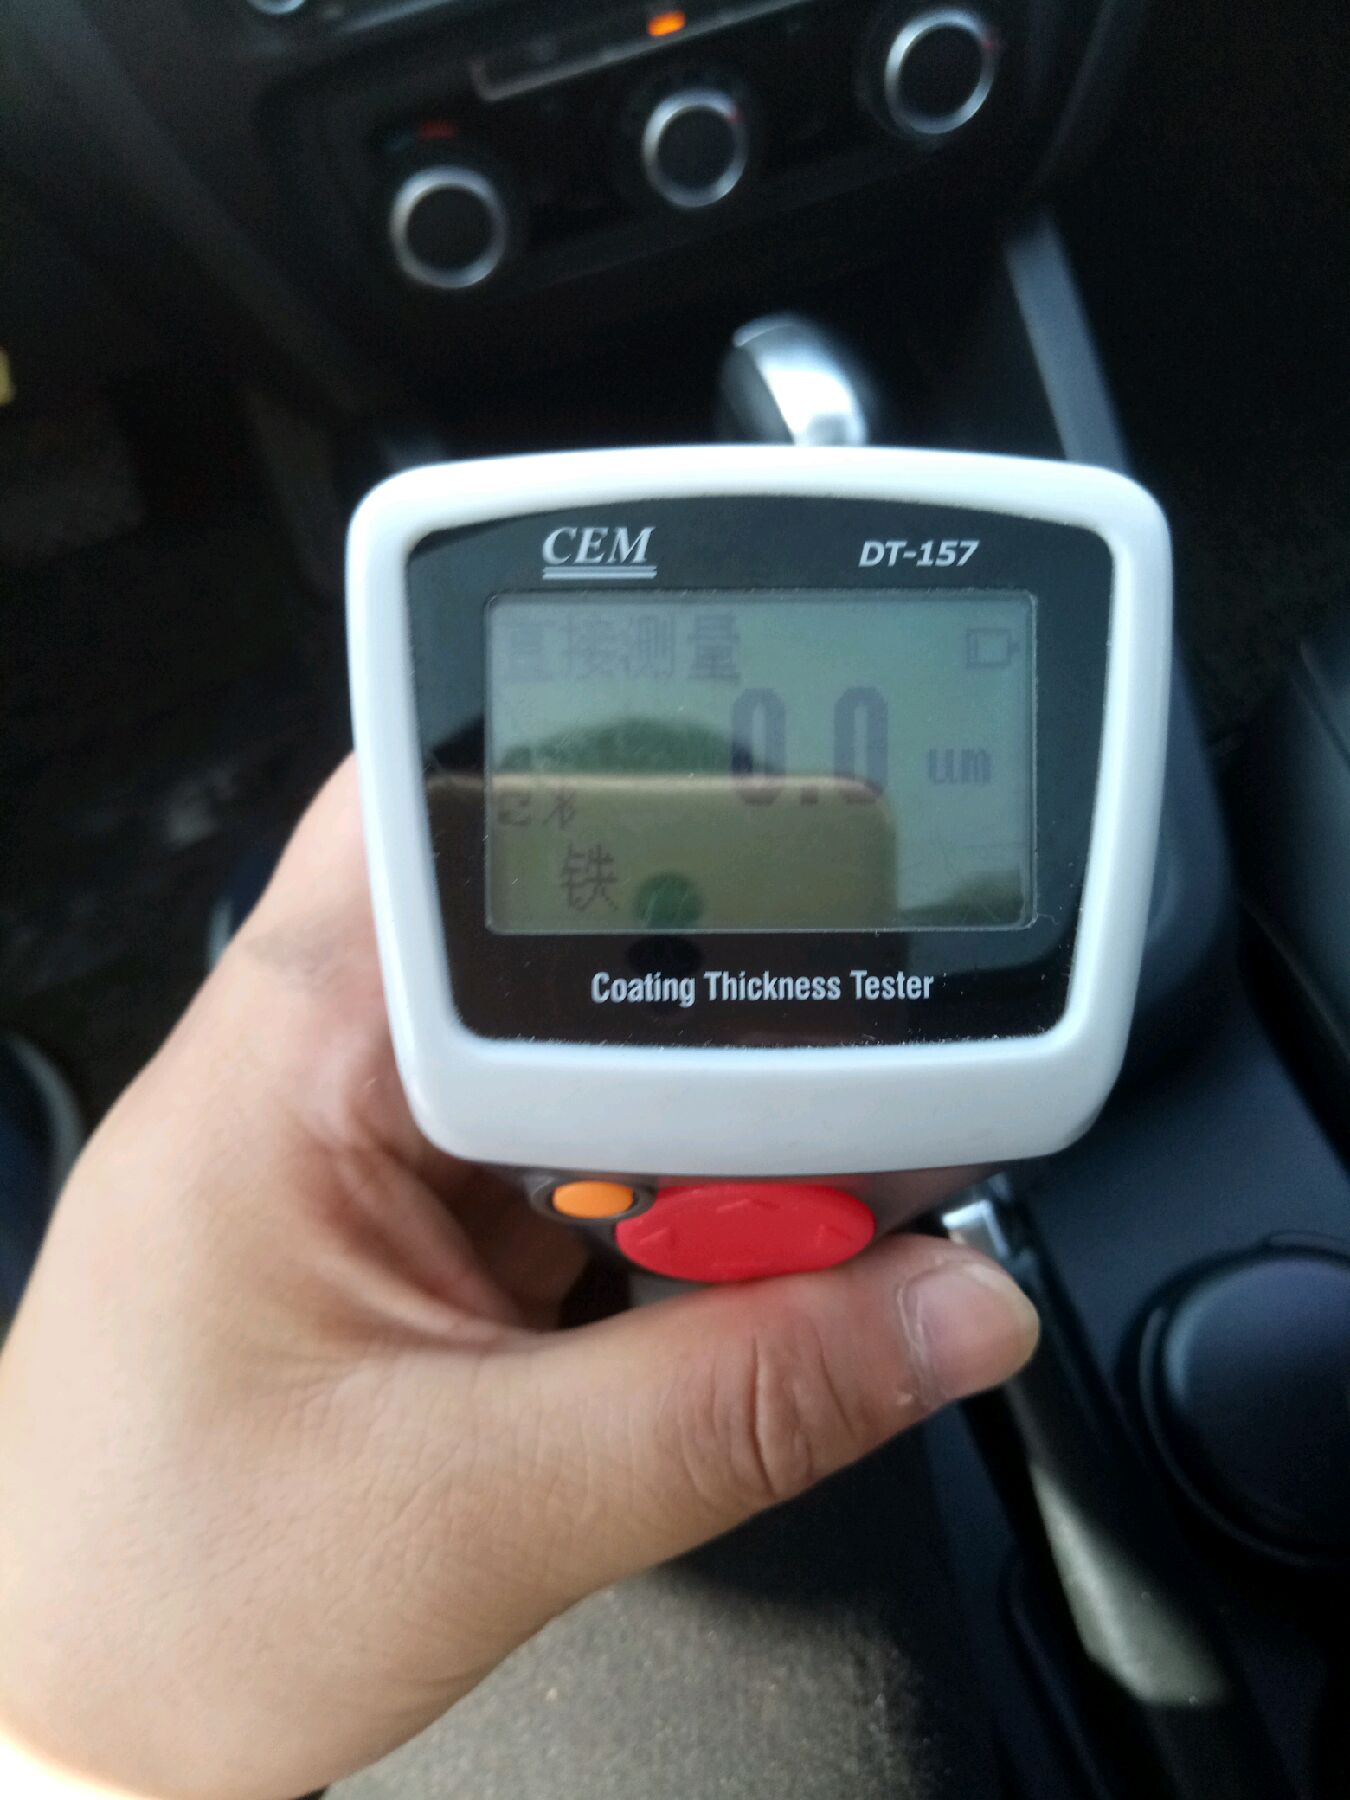 CEM DT-157
直接测量
0.0 um
铁
Coating Thickness Tester